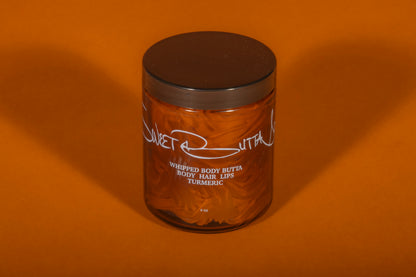 Sweet Butta
WHIPPED BODY BUTTA
BODY HAIR LIPS
TURMERIC